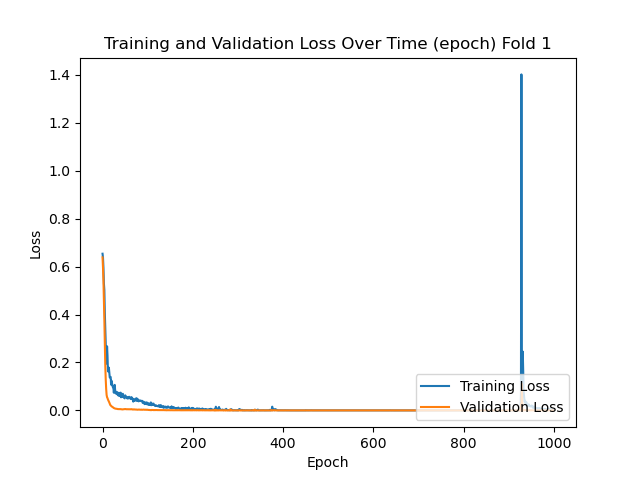 Training and Validation Loss Over Time (epoch) Fold 1
1.4
1.2
1.0
0.8
0.6
0.4
0.2
0.0
Loss
Training Loss
Validation Loss
0 200 400 600 800 1000
Epoch